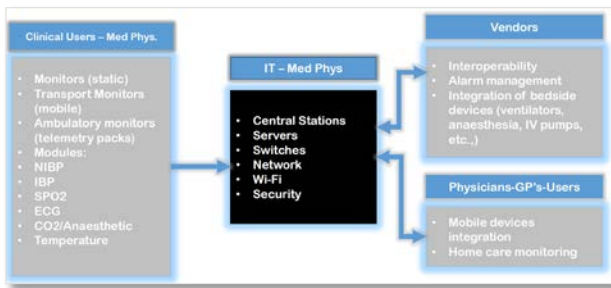 Clinical Users – Med Phys.
• Monitors (static)
• Transport Monitors
(mobile)
• Ambulatory monitors
(telemetry packs)
• Modules:
• NIBP
• IBP
• SPO2
• ECG
• CO2/Anaesthetic
• Temperature
IT – Med Phys
• Central Stations
• Servers
• Switches
• Network
• Wi-Fi
• Security
Vendors
• Interoperability
• Alarm management
• Integration of bedside
devices (ventilators,
anaesthesia, IV pumps,
etc.,)
Physicians-GP's-Users
• Mobile devices
integration
• Home care monitoring